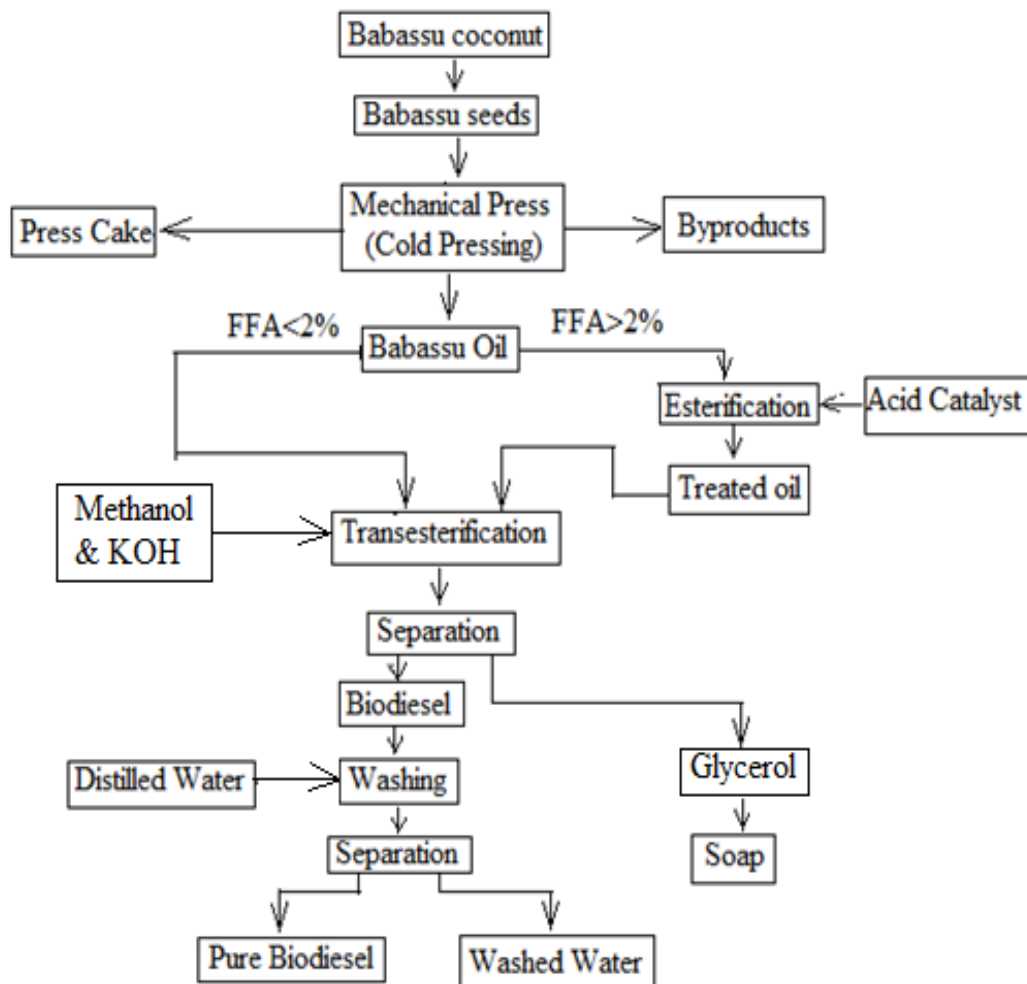 Babassu coconut
Babassu seeds
Mechanical Press
(Cold Pressing)
Press Cake
Byproducts
FFA<2%
FFA>2%
Babassu Oil
Esterification
Acid Catalyst
Treated oil
Methanol
& KOH
Transesterification
Separation
Biodiesel
Distilled Water
Washing
Glycerol
Separation
Soap
Pure Biodiesel
Washed Water